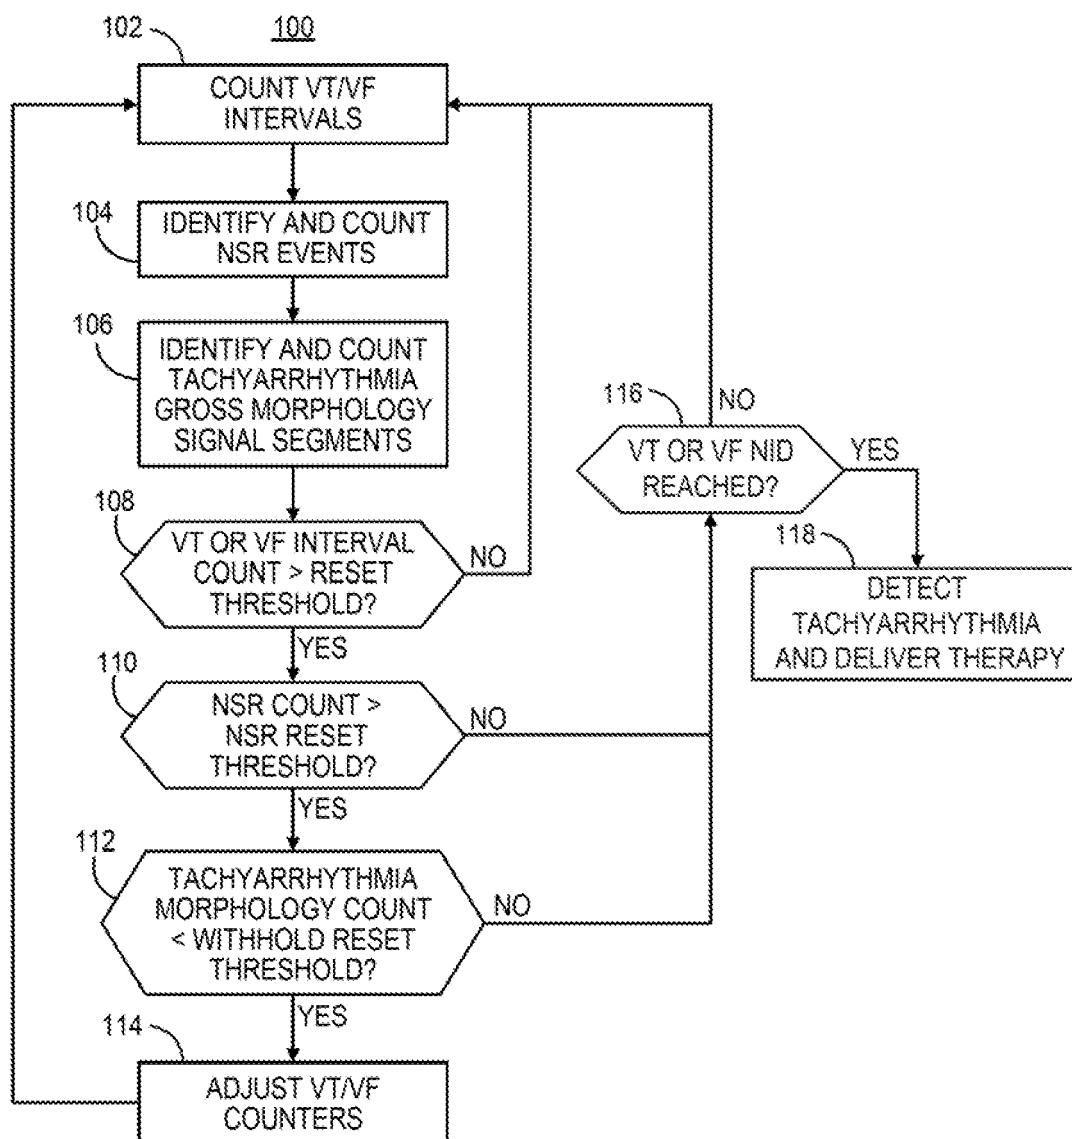 100
102
COUNT VT/VF
INTERVALS
104
IDENTIFY AND COUNT
NSR EVENTS
106
IDENTIFY AND COUNT
TACHYARRHYTHMIA
GROSS MORPHOLOGY
SIGNAL SEGMENTS
108
VT OR VF INTERVAL
COUNT > RESET
THRESHOLD?
NO
YES
110
NSR COUNT >
NSR RESET
THRESHOLD?
NO
YES
112
TACHYARRHYTHMIA
MORPHOLOGY COUNT
< WITHHOLD RESET
THRESHOLD?
NO
YES
114
ADJUST VT/VF
COUNTERS
116
VT OR VF NID
REACHED?
NO
YES
118
DETECT
TACHYARRHYTHMIA
AND DELIVER THERAPY